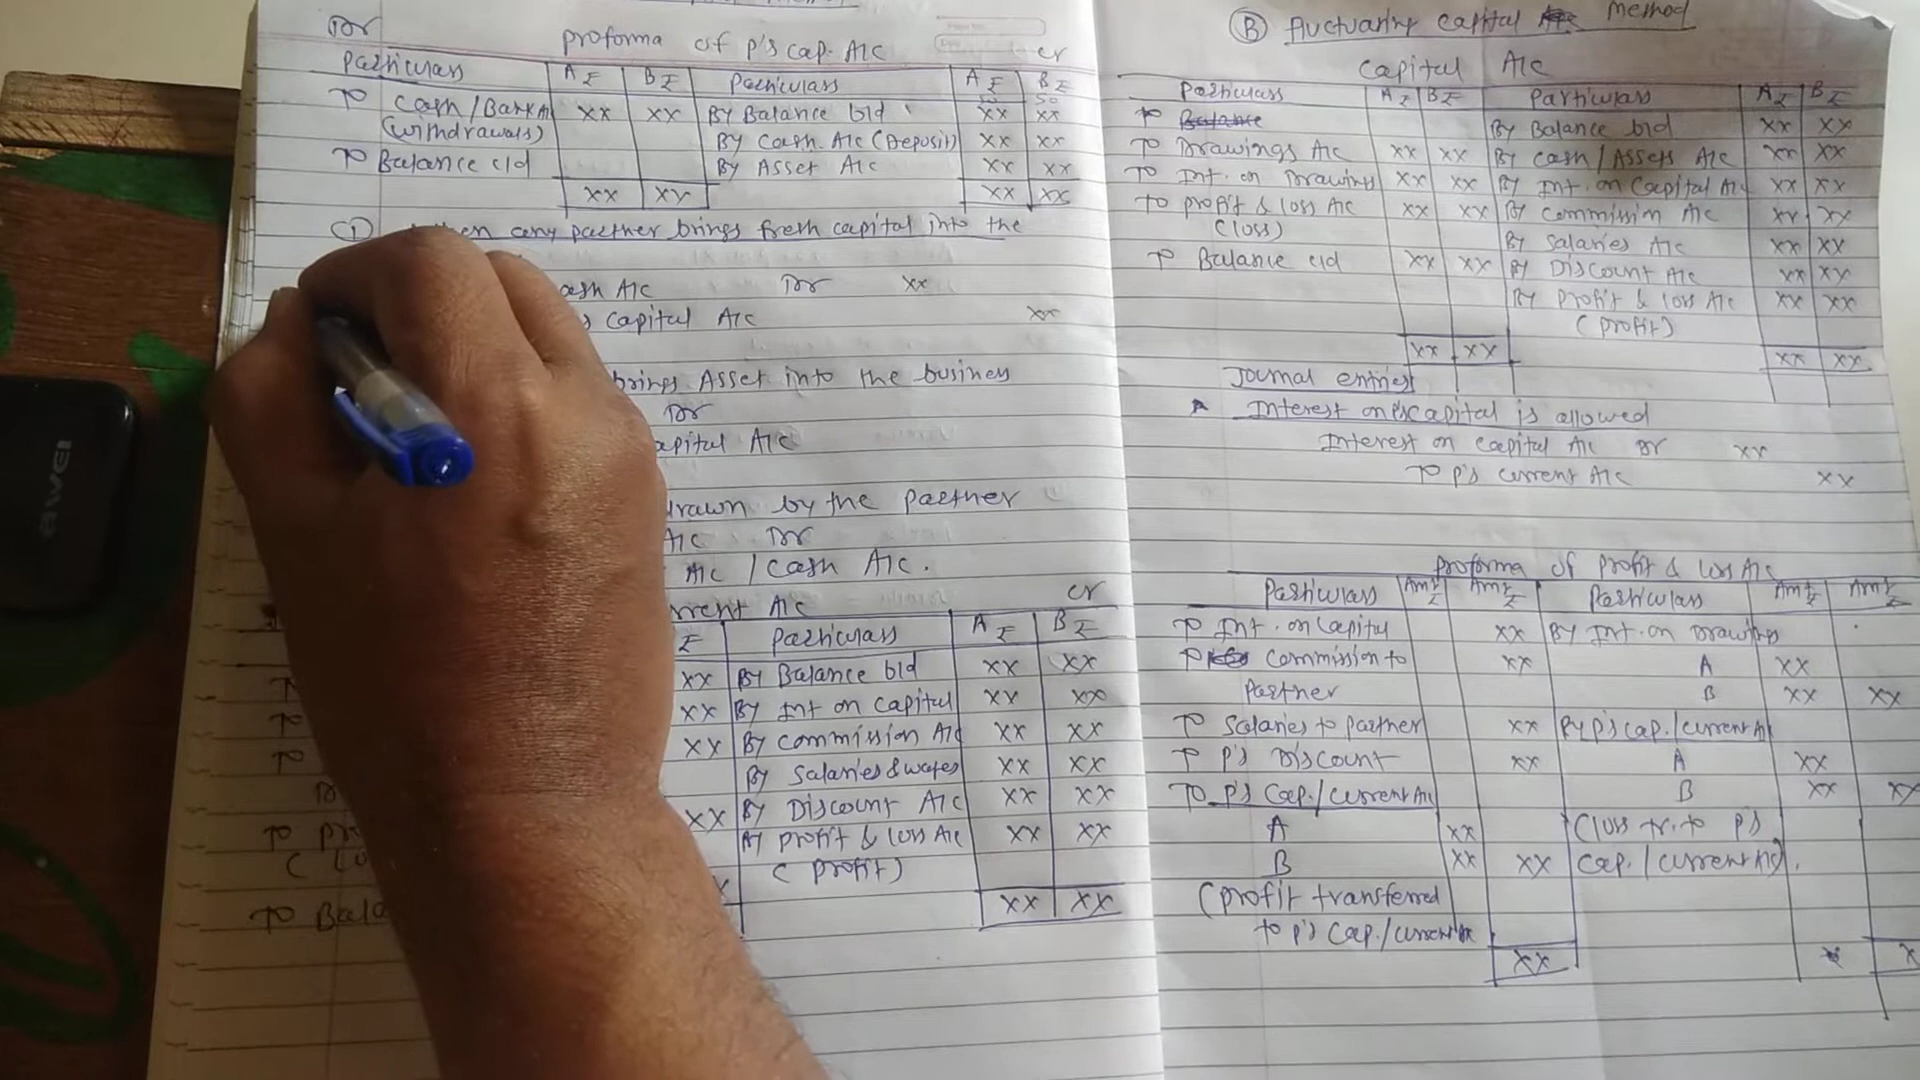 Dr
proforma of P's cap. A/c
cr
Particulars A ₹ B ₹ Particulars A ₹ B ₹
To Cash/Bank A/c xx xx By Balance b/d xx xx
(withdrawals) By Cash A/c (Deposit) xx xx
To Balance c/d By Asset A/c xx xx
xx xx xx xx
① any partner brings fresh capital into the
A/c Dr xx
Capital A/c xx
brings Asset into the business
Dr
capital A/c
by the partner
A/c Dr
A/c / Cash A/c.
A/c cr
₹ Particulars A ₹ B ₹
xx By Balance b/d xx xx
xx By Int on capital xx xx
xx By commission A/c xx xx
To By Salaries & wages xx xx
xx By Discount A/c xx xx
To By profit & loss A/c xx xx
(profit)
To xx xx
Ⓑ fluctuaring capital Method
Capital A/c
Particulars A ₹ B ₹ Particulars A ₹ B ₹
To Balance By Balance b/d xx xx
To Drawings A/c xx xx By cash/Assets A/c xx xx
To Int. on Drawings xx xx By Int. on Capital A/c xx xx
To profit & loss A/c xx xx By Commission A/c xx xx
(loss) By salaries A/c xx xx
To Balance c/d xx xx By Discount A/c xx xx
By Profit & loss A/c xx xx
(profit)
xx xx xx xx
Journal entries
Interest on P's capital is allowed
Interest on capital A/c Dr xx
To P's current A/c xx
proforma of Profit & loss A/c
Particulars Amt ₹ Amt ₹ Particulars Amt ₹ Amt ₹
To Int. on Capital xx By Int. on Drawings
To Commission to xx A xx
Partner B xx xx
To Salaries to partner xx By P's cap./current A/c
To P's Discount xx A xx
To P's Cap./current A/c B xx xx
A xx (loss tr. to P's
B xx xx cap./current A/c).
(profit transferred
to P's Cap./current A/c
xx x